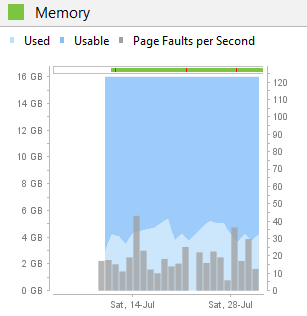 Memory
Used Usable Page Faults per Second
16 GB
14 GB
12 GB
10 GB
8 GB
6 GB
4 GB
2 GB
0 GB
120
110
100
90
80
70
60
50
40
30
20
10
0
Sat, 14-Jul Sat, 28-Jul